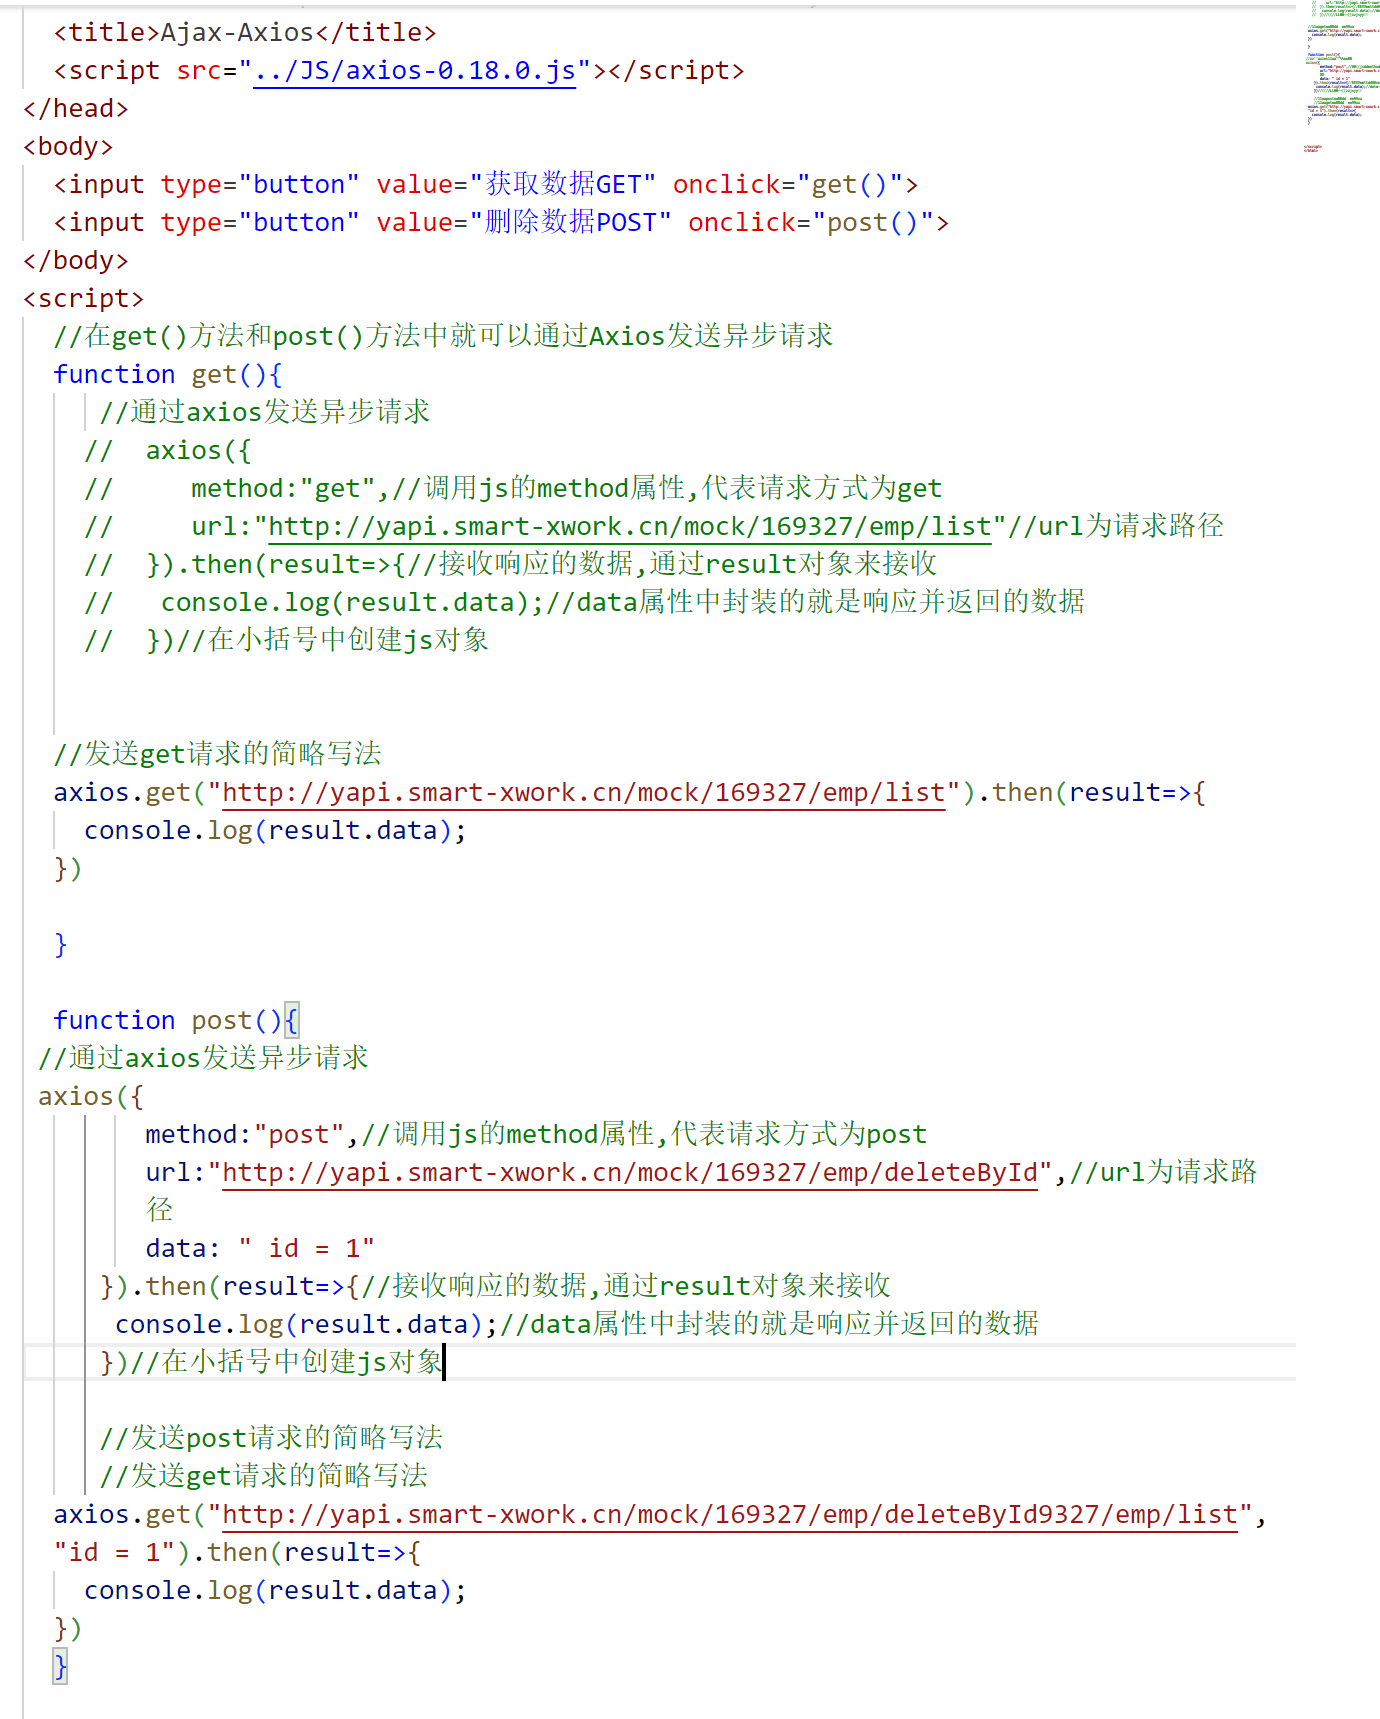 <title>Ajax-Axios</title>
<script src="../JS/axios-0.18.0.js"></script>
</head>
<body>
<input type="button" value="获取数据GET" onclick="get()">
<input type="button" value="删除数据POST" onclick="post()">
</body>
<script>
//在get()方法和post()方法中就可以通过Axios发送异步请求
function get(){
//通过axios发送异步请求
//  axios({
//     method:"get",//调用js的method属性,代表请求方式为get
//     url:"http://yapi.smart-xwork.cn/mock/169327/emp/list"//url为请求路径
//  }).then(result=>{//接收响应的数据,通过result对象来接收
//   console.log(result.data);//data属性中封装的就是响应并返回的数据
//  })//在小括号中创建js对象
//发送get请求的简略写法
axios.get("http://yapi.smart-xwork.cn/mock/169327/emp/list").then(result=>{
console.log(result.data);
})
}
function post(){
//通过axios发送异步请求
axios({
method:"post",//调用js的method属性,代表请求方式为post
url:"http://yapi.smart-xwork.cn/mock/169327/emp/deleteById",//url为请求路
径
data: " id = 1"
}).then(result=>{//接收响应的数据,通过result对象来接收
console.log(result.data);//data属性中封装的就是响应并返回的数据
})//在小括号中创建js对象
//发送post请求的简略写法
//发送get请求的简略写法
axios.get("http://yapi.smart-xwork.cn/mock/169327/emp/deleteById9327/emp/list",
"id = 1").then(result=>{
console.log(result.data);
})
}